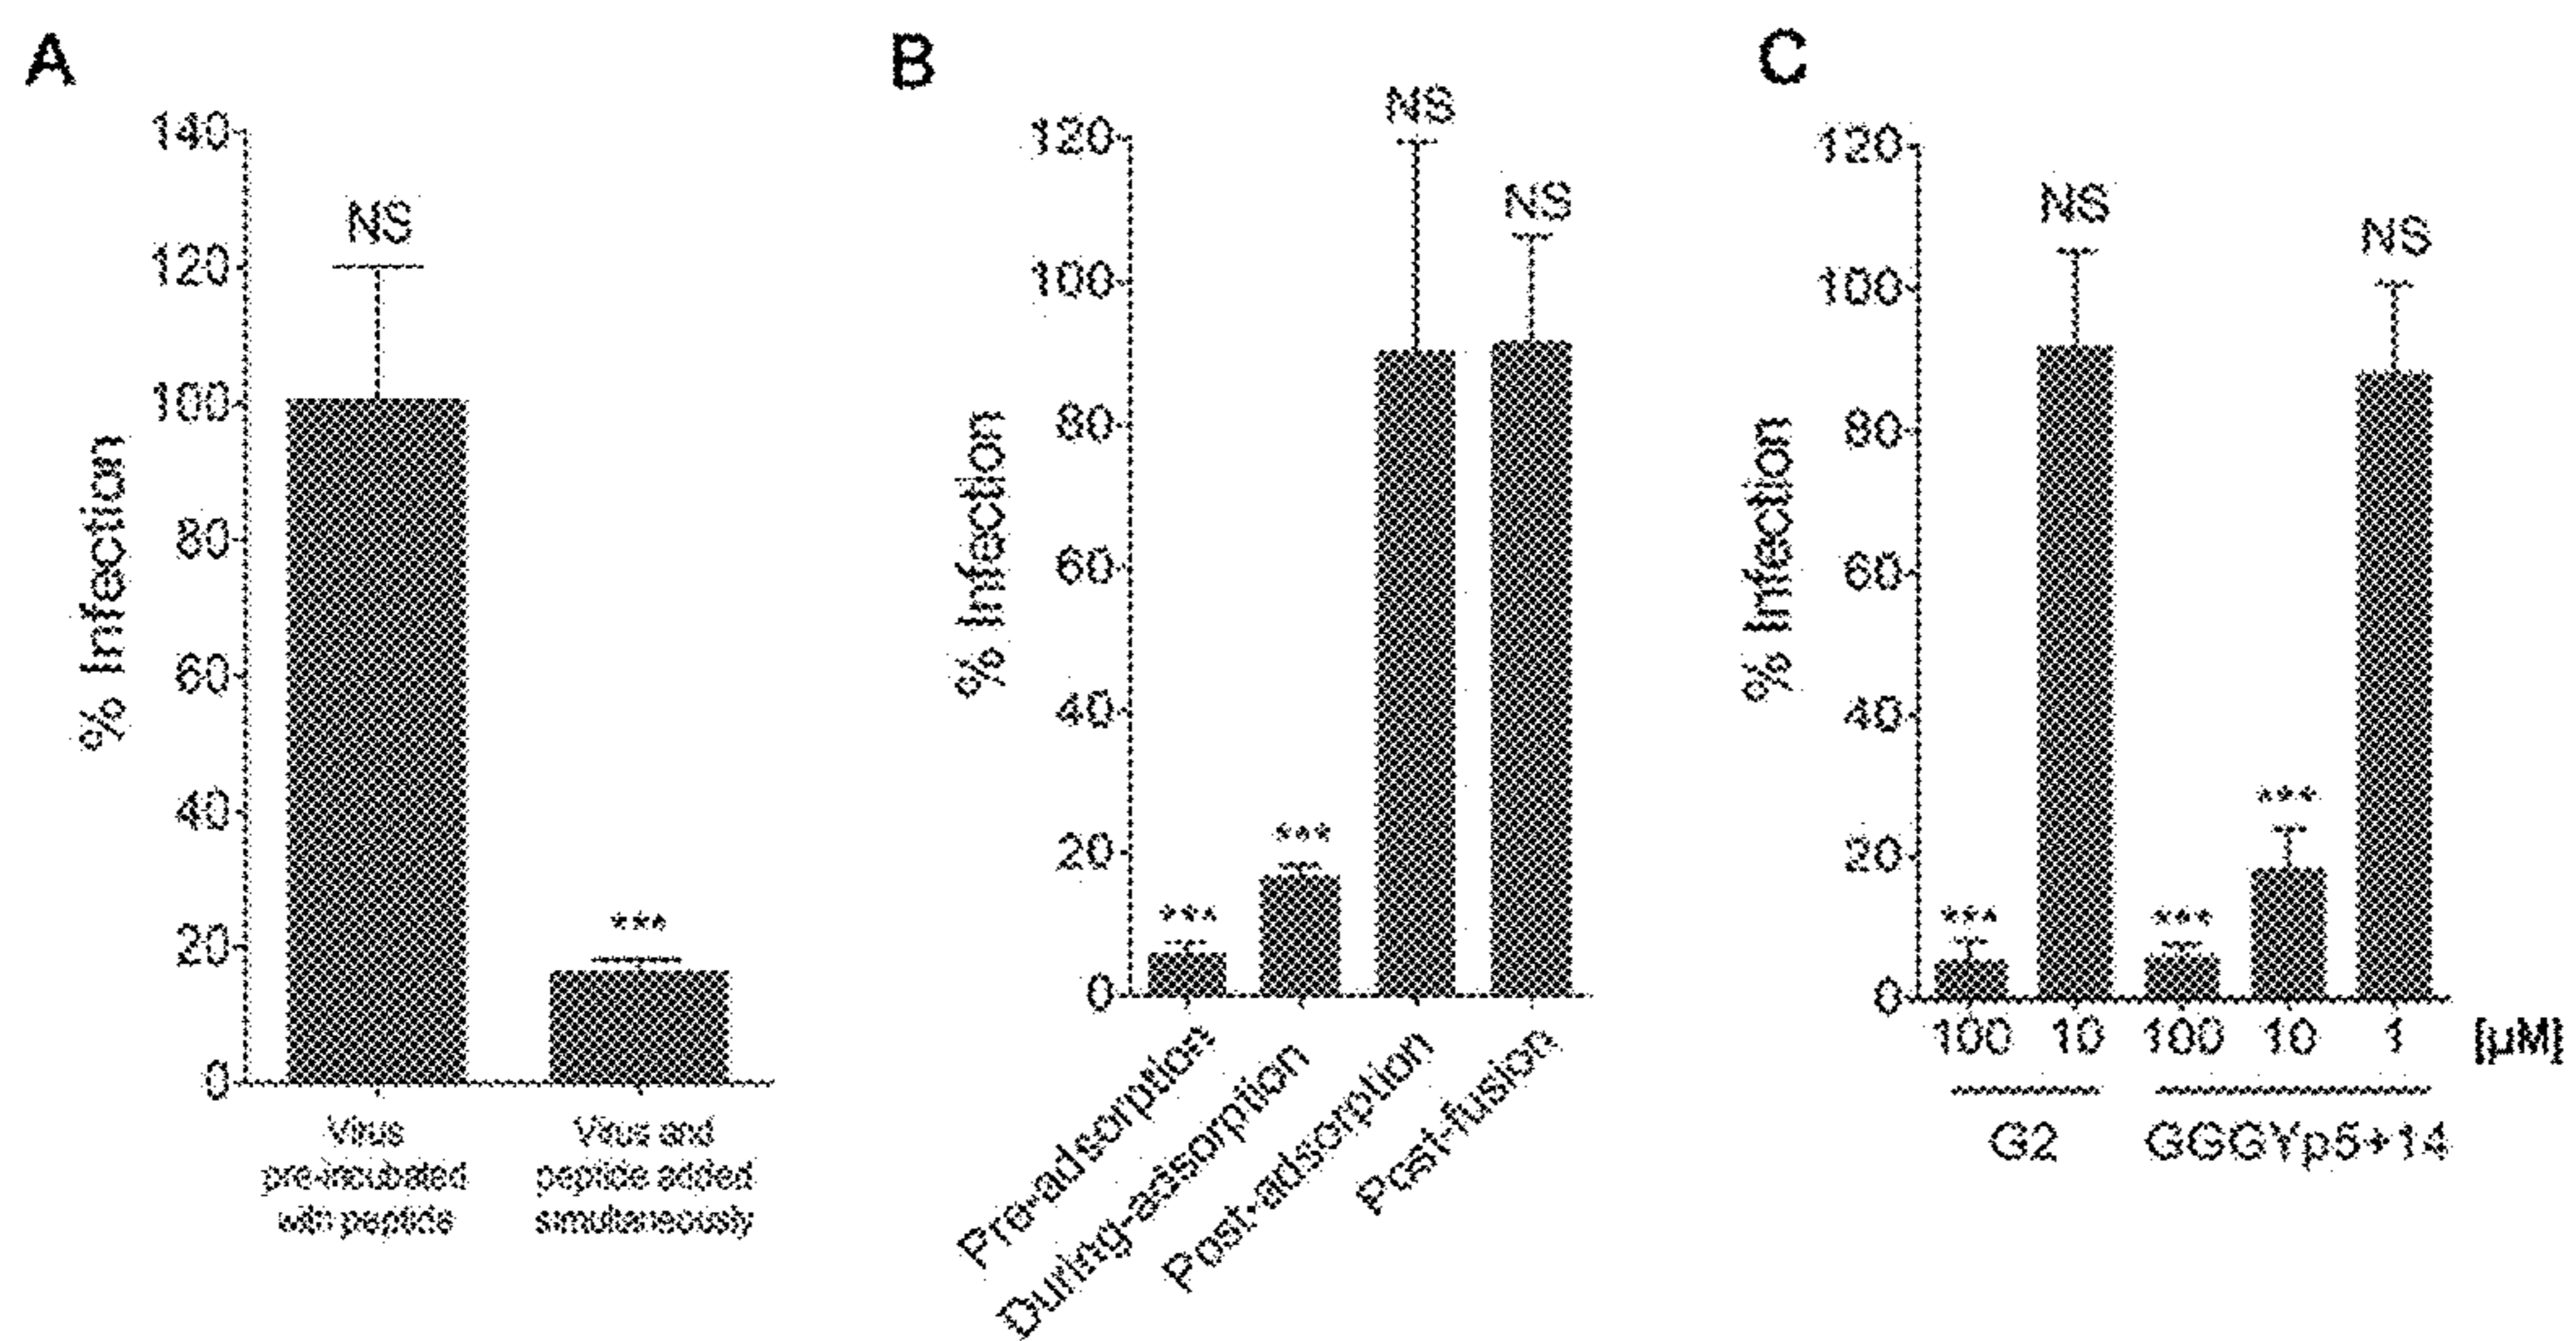 A
140
120
100
80
60
40
20
0
% Infection
NS
***
Virus
pre-incubated
with peptide
Virus and
peptide added
simultaneously
B
120
100
80
60
40
20
0
% Infection
***
***
NS
NS
Pre-adsorption
During-adsorption
Post-adsorption
Post-fusion
C
120
100
80
60
40
20
0
% Infection
***
NS
***
***
NS
100 10 100 10 1 [µM]
G2 GGGYp5+14